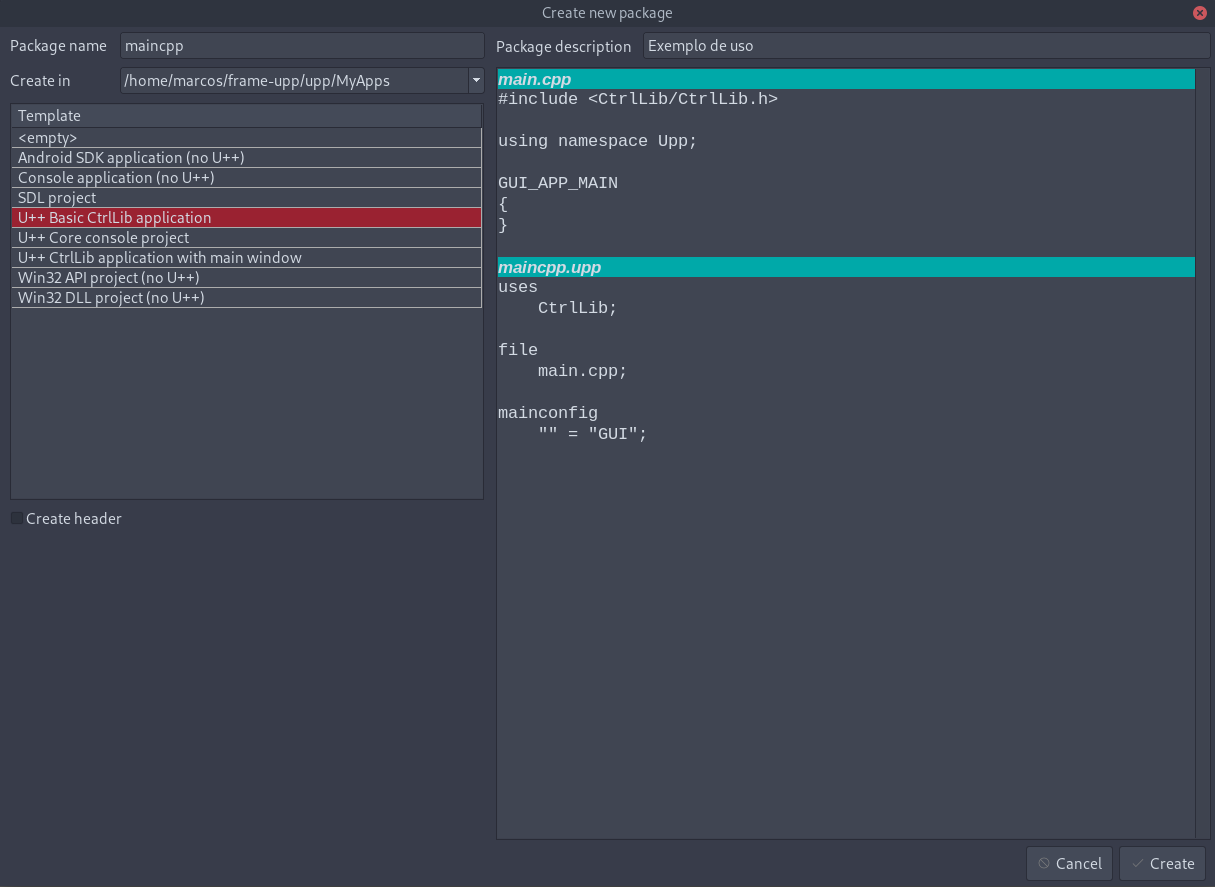 Create new package
Package name maincpp
Package description Exemplo de uso
Create in /home/marcos/frame-upp/upp/MyApps
Template
<empty>
Android SDK application (no U++)
Console application (no U++)
SDL project
U++ Basic CtrlLib application
U++ Core console project
U++ CtrlLib application with main window
Win32 API project (no U++)
Win32 DLL project (no U++)
Create header
main.cpp
#include <CtrlLib/CtrlLib.h>
using namespace Upp;
GUI_APP_MAIN
{
}
maincpp.upp
uses
CtrlLib;
file
main.cpp;
mainconfig
"" = "GUI";
Cancel
Create